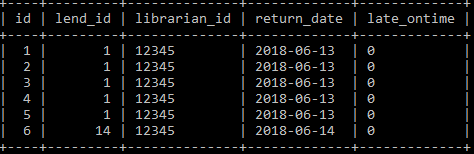 +----+---------+--------------+-------------+-------------+
| id | lend_id | librarian_id | return_date | late_ontime |
+----+---------+--------------+-------------+-------------+
| 1 | 1 | 12345 | 2018-06-13 | 0 |
| 2 | 1 | 12345 | 2018-06-13 | 0 |
| 3 | 1 | 12345 | 2018-06-13 | 0 |
| 4 | 1 | 12345 | 2018-06-13 | 0 |
| 5 | 1 | 12345 | 2018-06-13 | 0 |
| 6 | 14 | 12345 | 2018-06-14 | 0 |
+----+---------+--------------+-------------+-------------+